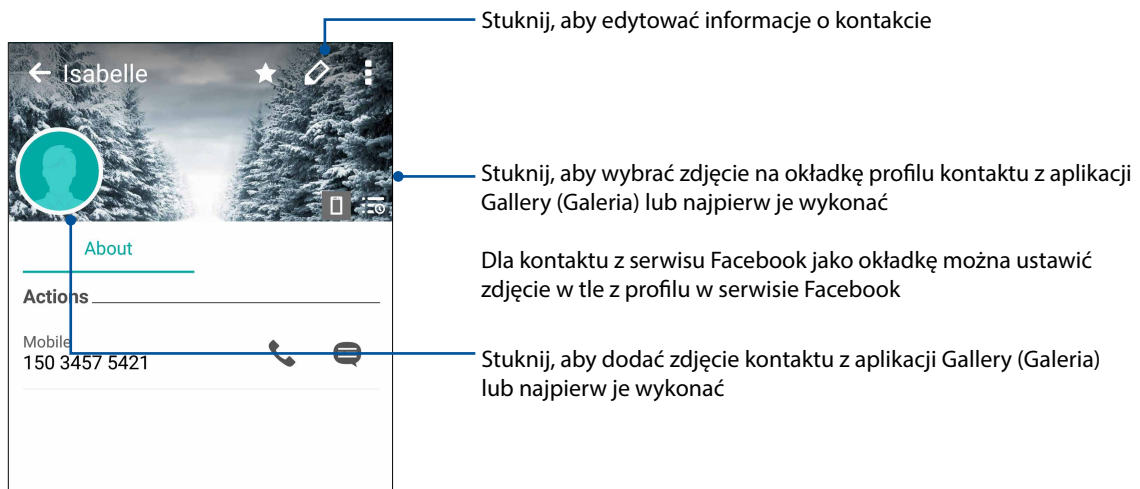 Stuknij, aby edytować informacje o kontakcie
Isabelle
Stuknij, aby wybrać zdjęcie na okładkę profilu kontaktu z aplikacji
Gallery (Galeria) lub najpierw je wykonać
Dla kontaktu z serwisu Facebook jako okładkę można ustawić
zdjęcie w tle z profilu w serwisie Facebook
About
Actions
Mobile
150 3457 5421
Stuknij, aby dodać zdjęcie kontaktu z aplikacji Gallery (Galeria)
lub najpierw je wykonać